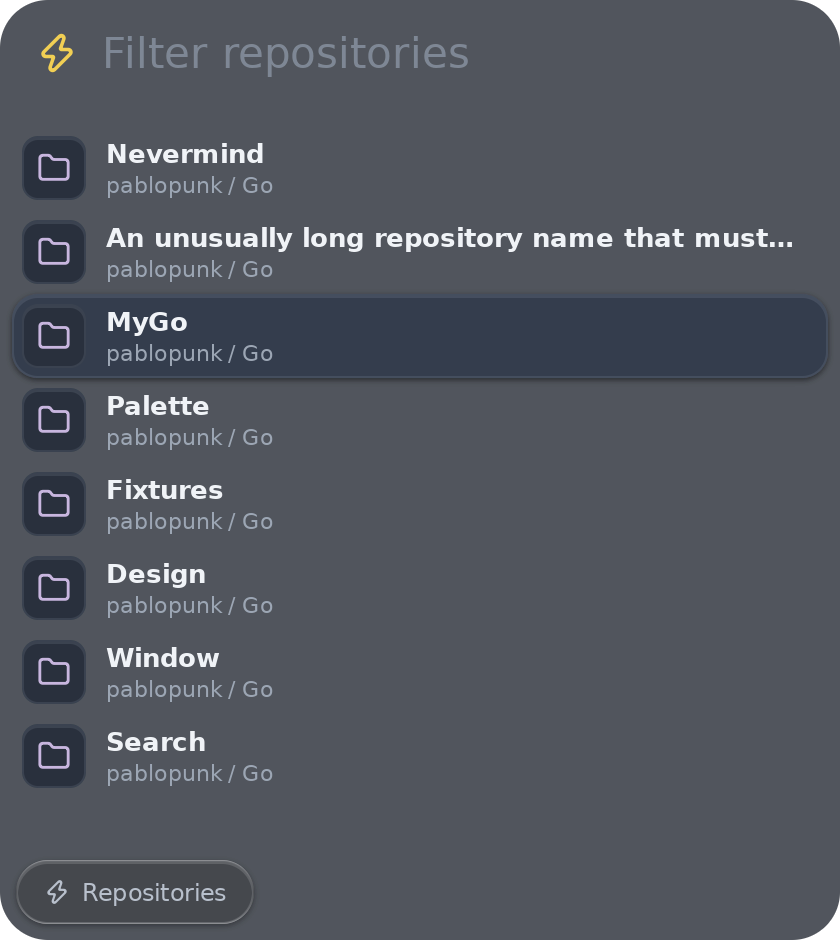 Filter repositories
Nevermind
pablopunk / Go
An unusually long repository name that must…
pablopunk / Go
MyGo
pablopunk / Go
Palette
pablopunk / Go
Fixtures
pablopunk / Go
Design
pablopunk / Go
Window
pablopunk / Go
Search
pablopunk / Go
Repositories